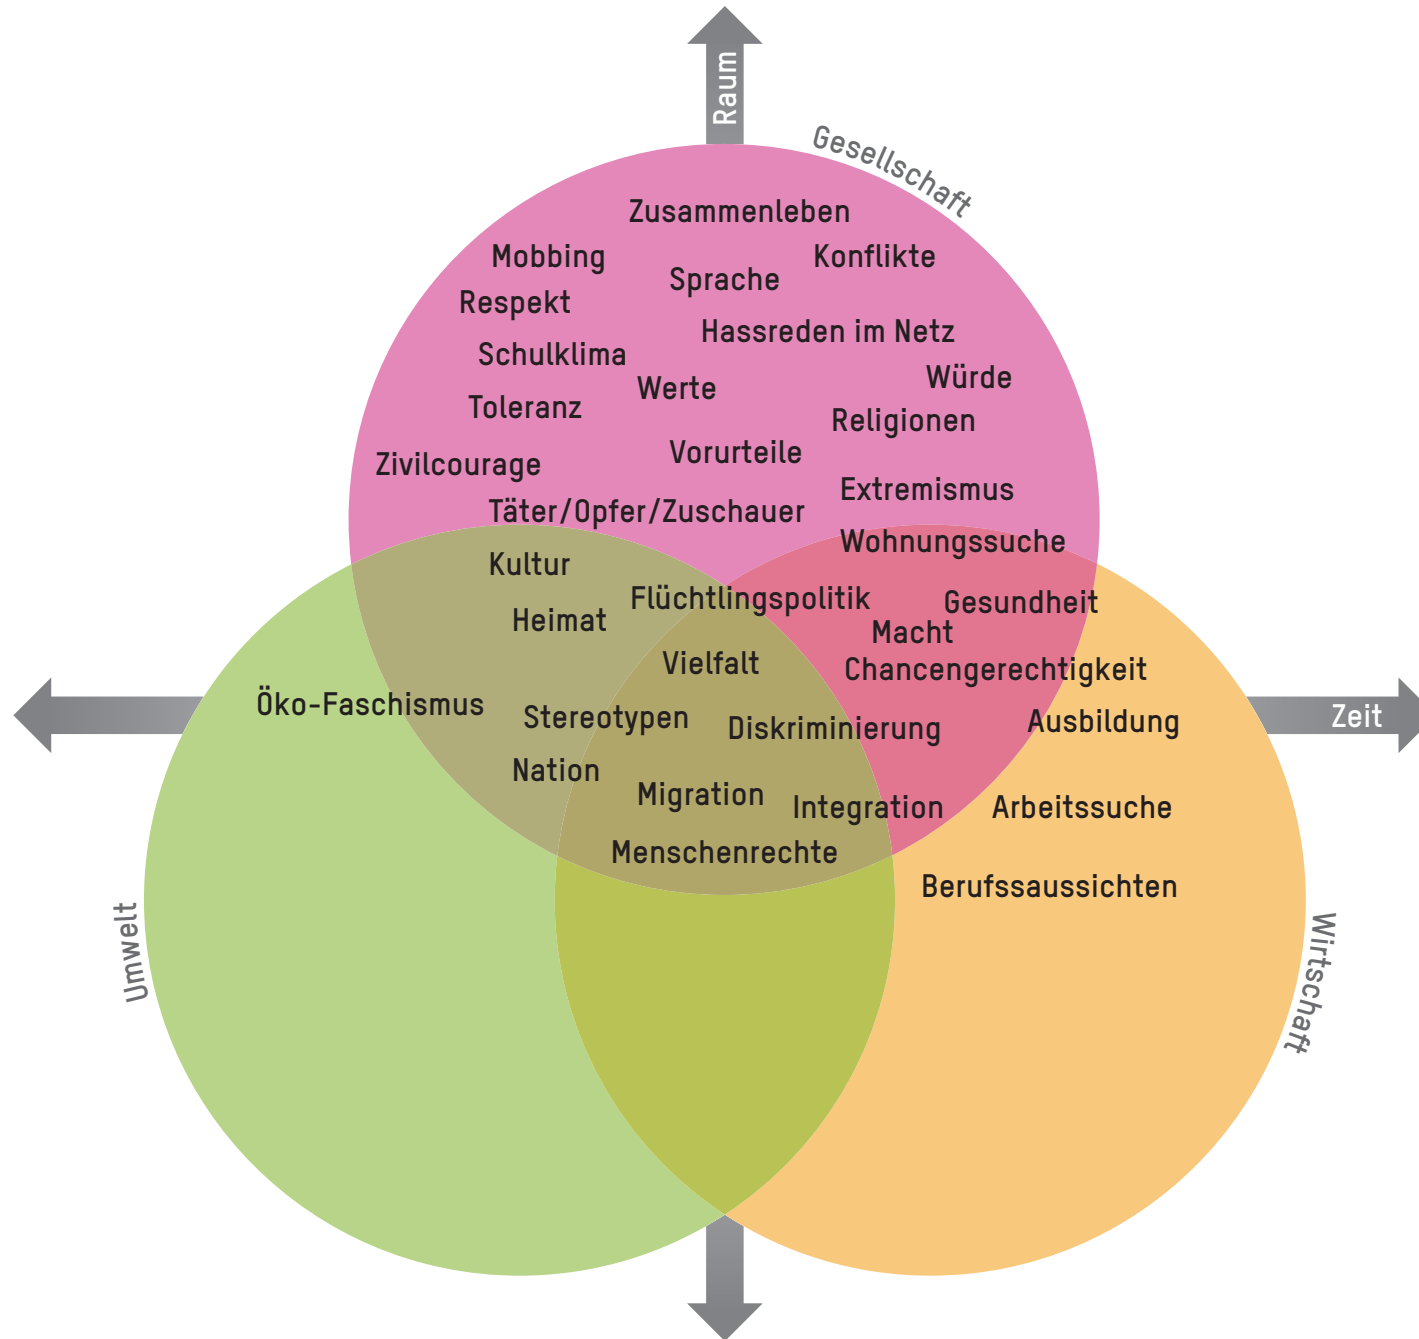 Raum
Gesellschaft
Zusammenleben
Mobbing
Konflikte
Sprache
Respekt
Hassreden im Netz
Schulklima
Würde
Werte
Toleranz
Religionen
Vorurteile
Zivilcourage
Extremismus
Täter/Opfer/Zuschauer
Wohnungssuche
Kultur
Flüchtlingspolitik
Gesundheit
Heimat
Macht
Vielfalt
Chancengerechtigkeit
Öko-Faschismus
Stereotypen
Diskriminierung
Ausbildung
Zeit
Nation
Migration
Integration
Arbeitssuche
Menschenrechte
Berufssaussichten
Umwelt
Wirtschaft